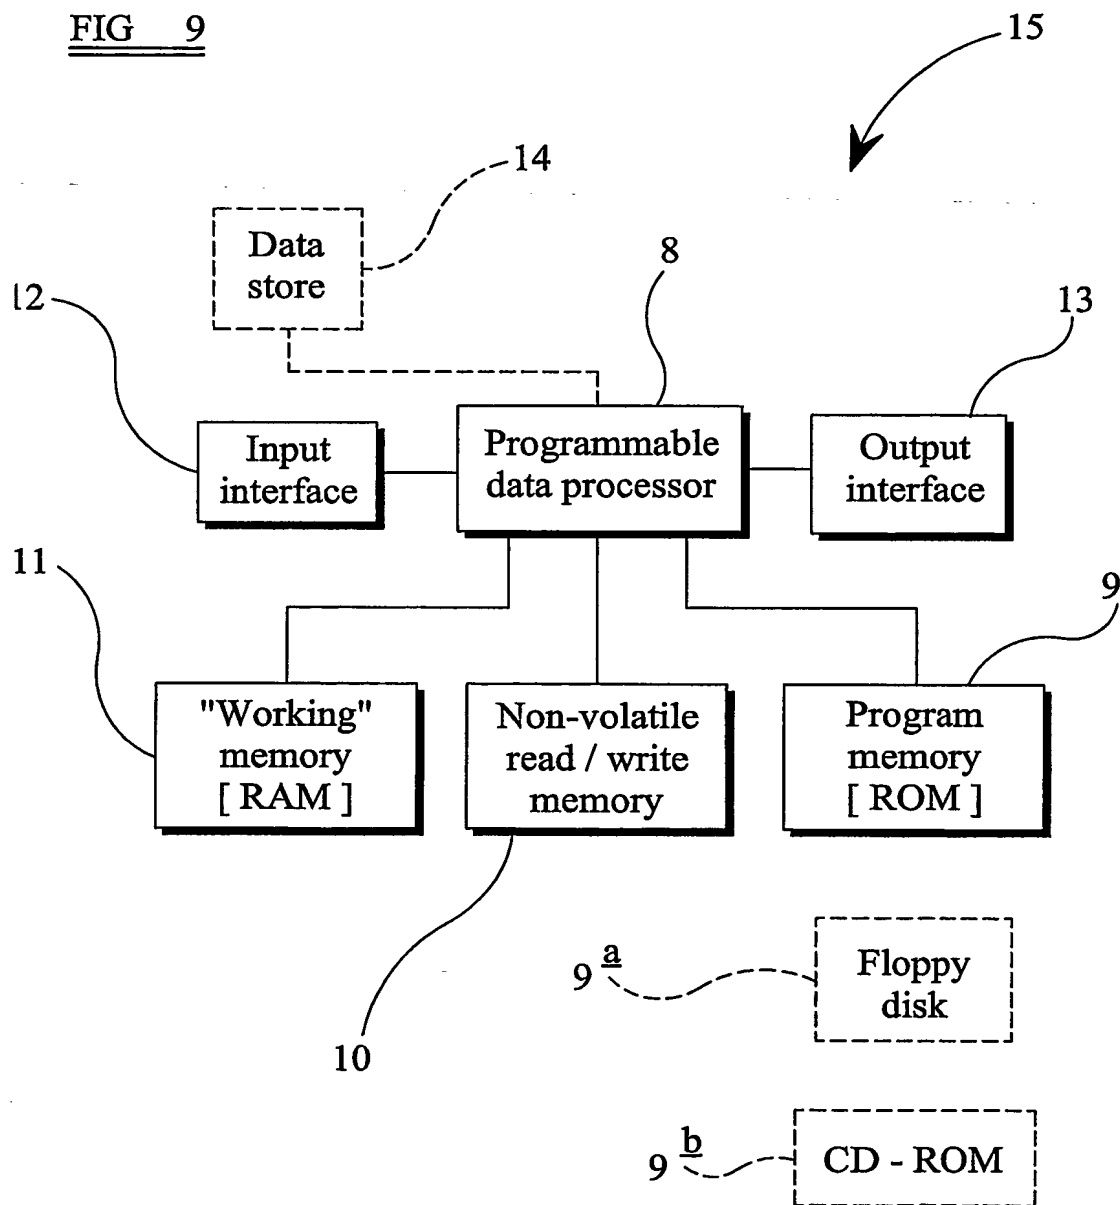 FIG 9
15
14
Data
store
8
12
13
Input
interface
Programmable
data processor
Output
interface
11
9
"Working"
memory
[ RAM ]
Non-volatile
read / write
memory
Program
memory
[ ROM ]
9 a
Floppy
disk
10
9 b
CD - ROM